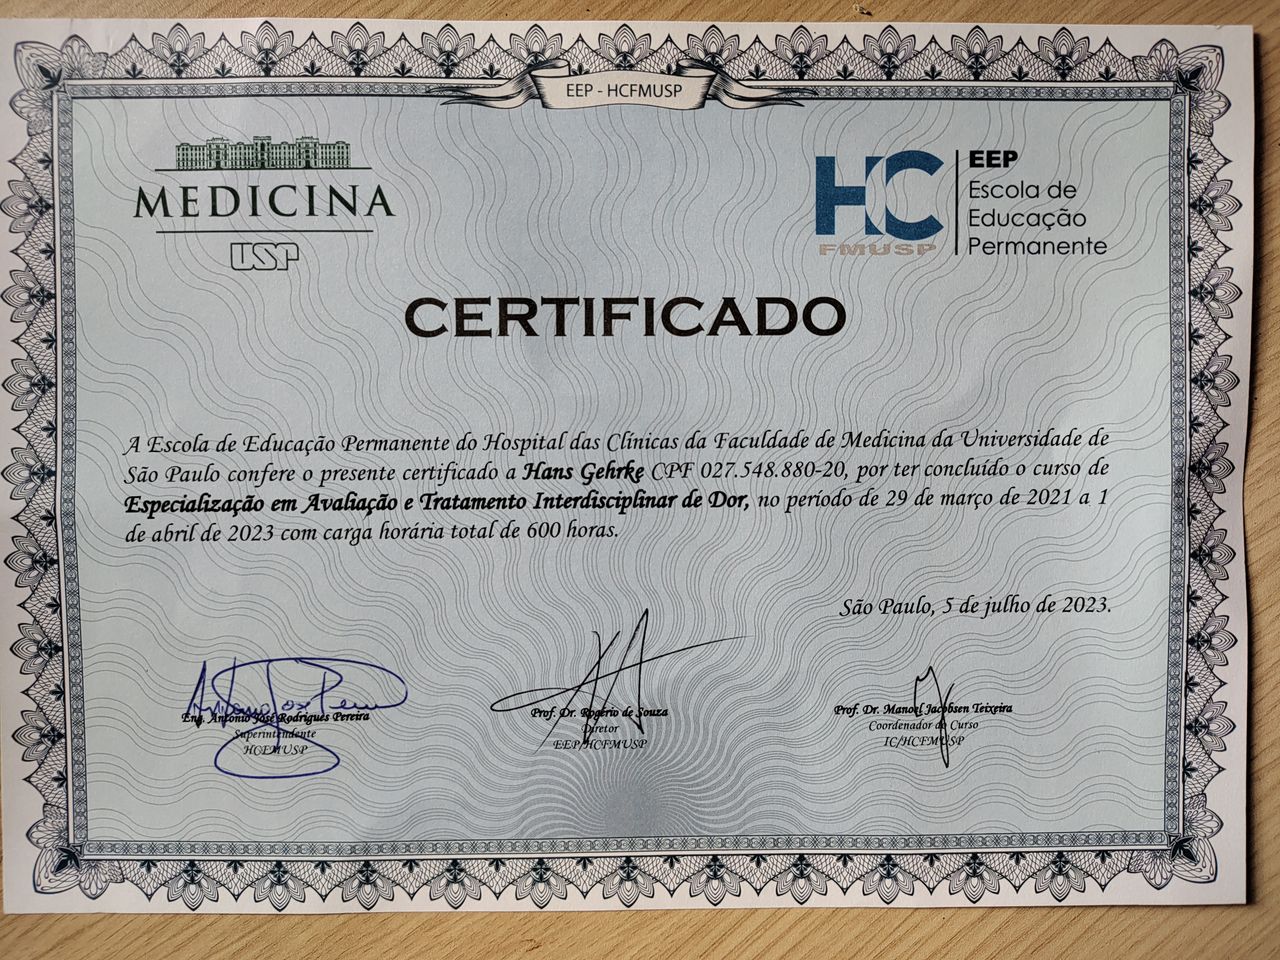 EEP - HCFMUSP
MEDICINA
USP
HC
FMUSP
EEP
Escola de
Educação
Permanente
CERTIFICADO
A Escola de Educação Permanente do Hospital das Clínicas da Faculdade de Medicina da Universidade de
São Paulo confere o presente certificado a Hans Gehrke CPF 027.548.880-20, por ter concluído o curso de
Especialização em Avaliação e Tratamento Interdisciplinar de Dor, no período de 29 de março de 2021 a 1
de abril de 2023 com carga horária total de 600 horas.
São Paulo, 5 de julho de 2023.
Eng. Antonio José Rodrigues Pereira
Superintendente
HCFMUSP
Prof. Dr. Rogério de Souza
Diretor
EEP/HCFMUSP
Prof. Dr. Manoel Jacobsen Teixeira
Coordenador do Curso
IC/HCFMUSP